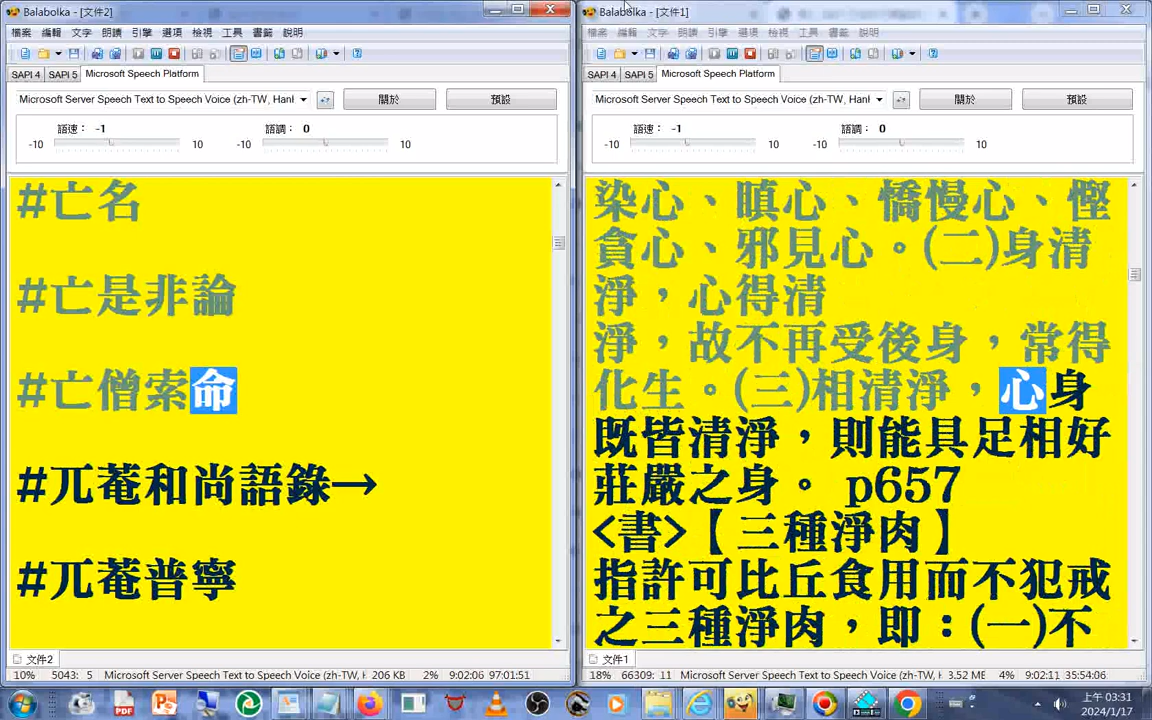 Balabolka - [文件2]
檔案 編輯 文字 朗讀 引擎 選項 檢視 工具 書籤 說明
SAPI 4 SAPI 5 Microsoft Speech Platform
Microsoft Server Speech Text to Speech Voice (zh-TW, Hanl
關於 預設
語速： -1 語調： 0
-10 10 -10 10
#亡名
#亡是非論
#亡僧索命
#兀菴和尚語錄→
#兀菴普寧
文件2
10% 5043: 5 Microsoft Server Speech Text to Speech Voice (zh-TW, H 206 KB 2% 9:02:06 97:01:51
Balabolka - [文件1]
檔案 編輯 文字 朗讀 引擎 選項 檢視 工具 書籤 說明
SAPI 4 SAPI 5 Microsoft Speech Platform
Microsoft Server Speech Text to Speech Voice (zh-TW, Hanl
關於 預設
語速： -1 語調： 0
-10 10 -10 10
染心、瞋心、憍慢心、慳
貪心、邪見心。(二)身清
淨，心得清
淨，故不再受後身，常得
化生。(三)相清淨，心身
既皆清淨，則能具足相好
莊嚴之身。 p657
<書>【三種淨肉】
指許可比丘食用而不犯戒
之三種淨肉，即：(一)不
文件1
18% 66309: 11 Microsoft Server Speech Text to Speech Voice (zh-TW, H 3.52 MB 4% 9:02:11 35:54:06
上午 03:31
2024/1/17